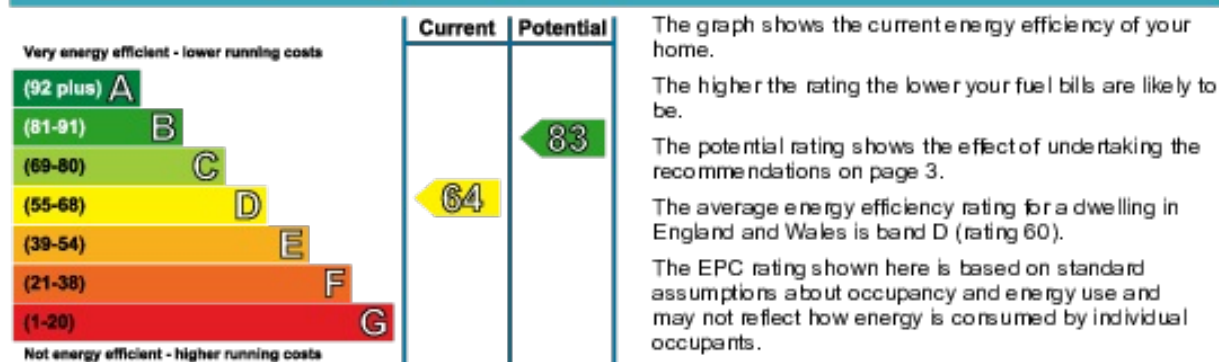 Current Potential
Very energy efficient - lower running costs
(92 plus) A
(81-91) B
83
(69-80) C
(55-68) D
64
(39-54) E
(21-38) F
(1-20) G
Not energy efficient - higher running costs
The graph shows the current energy efficiency of your
home.
The higher the rating the lower your fuel bills are likely to
be.
The potential rating shows the effect of undertaking the
recommendations on page 3.
The average energy efficiency rating for a dwelling in
England and Wales is band D (rating 60).
The EPC rating shown here is based on standard
assumptions about occupancy and energy use and
may not reflect how energy is consumed by individual
occupants.